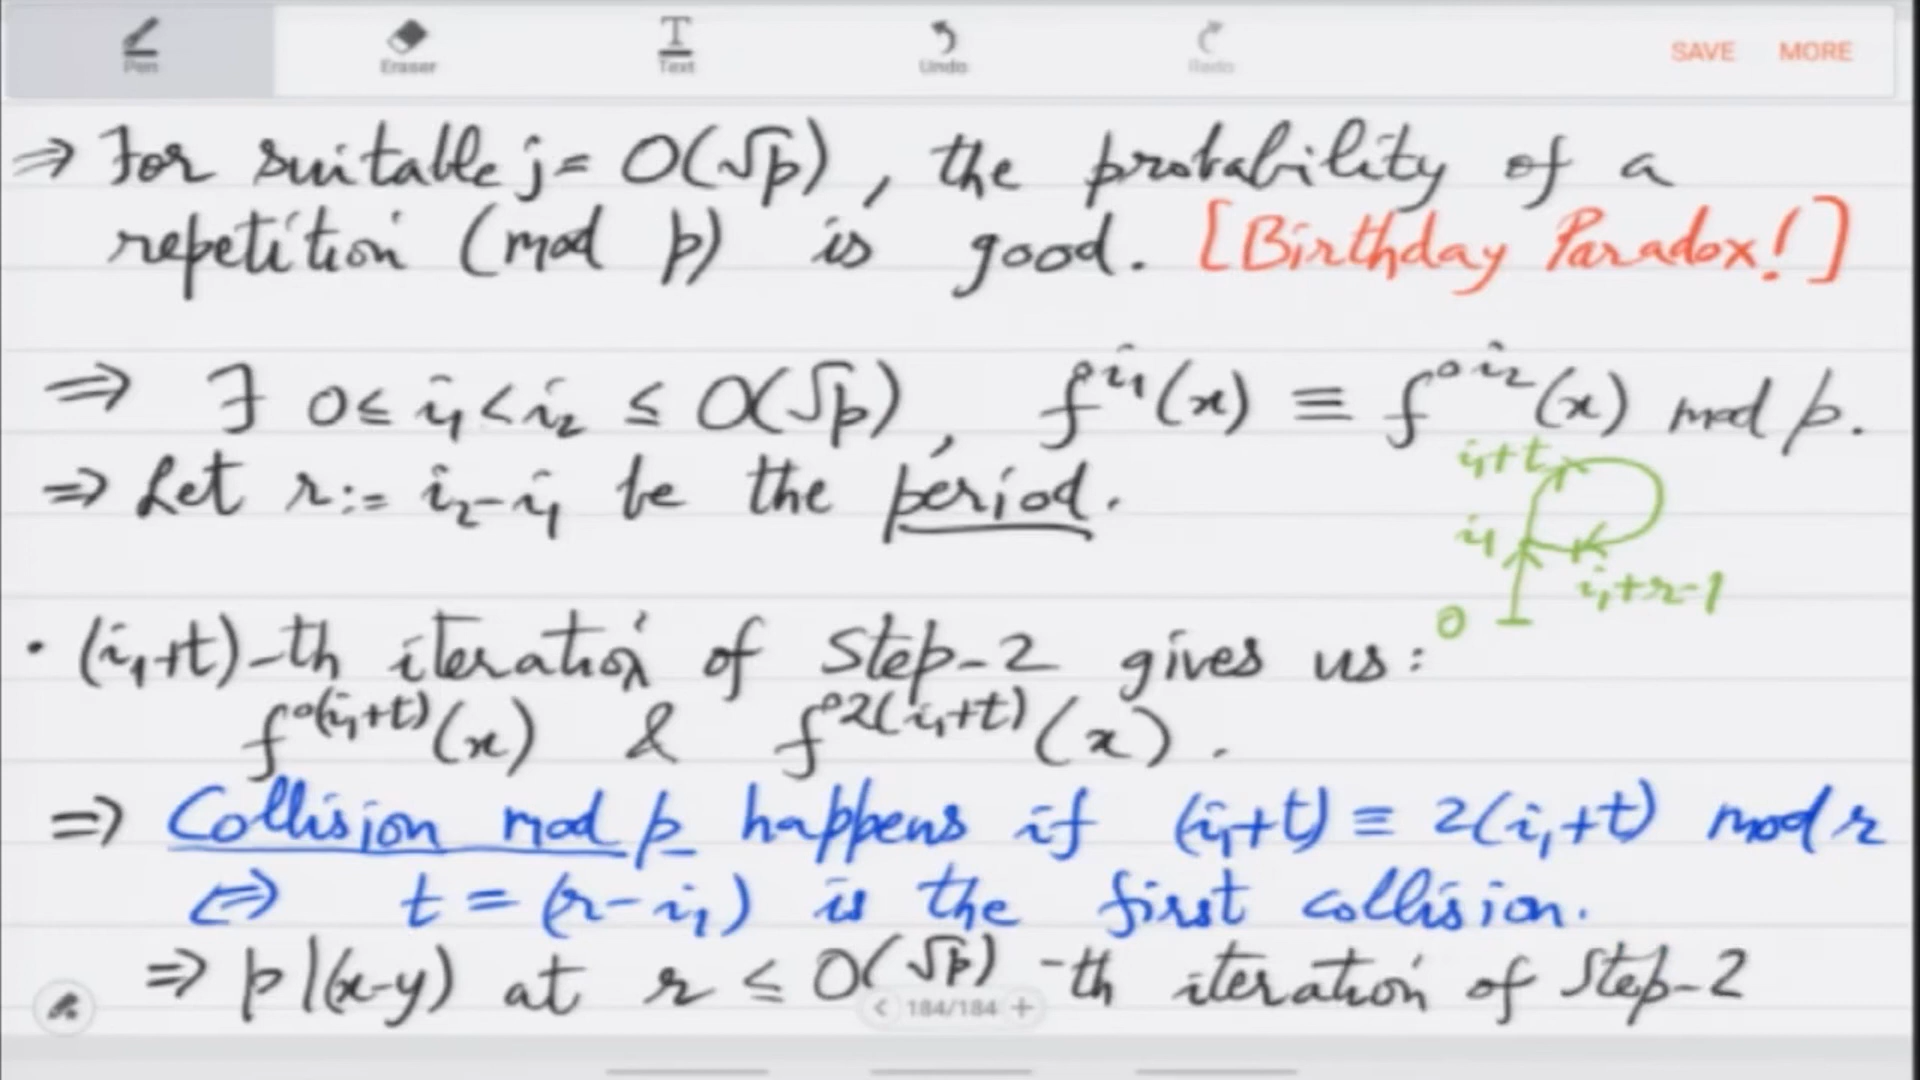 Pen Eraser Text Undo Redo SAVE MORE
⇒ For suitable j = O(√p), the probability of a
repetition (mod p) is good. [Birthday Paradox!]
⇒ ∃ 0 ≤ i₁ < i₂ ≤ O(√p), f^{∘i₁}(x) ≡ f^{∘i₂}(x) mod p.
⇒ Let r := i₂-i₁ be the period.
i₁+t
i₁
i₁+r-1
0
• (i₁+t)-th iteration of Step-2 gives us:
f^{∘(i₁+t)}(x) & f^{∘2(i₁+t)}(x).
⇒ Collision mod p happens if (i₁+t) ≡ 2(i₁+t) mod r
⇔ t = (r-i₁) is the first collision.
⇒ p|(x-y) at r ≤ O(√p)-th iteration of Step-2
< 184/184 +